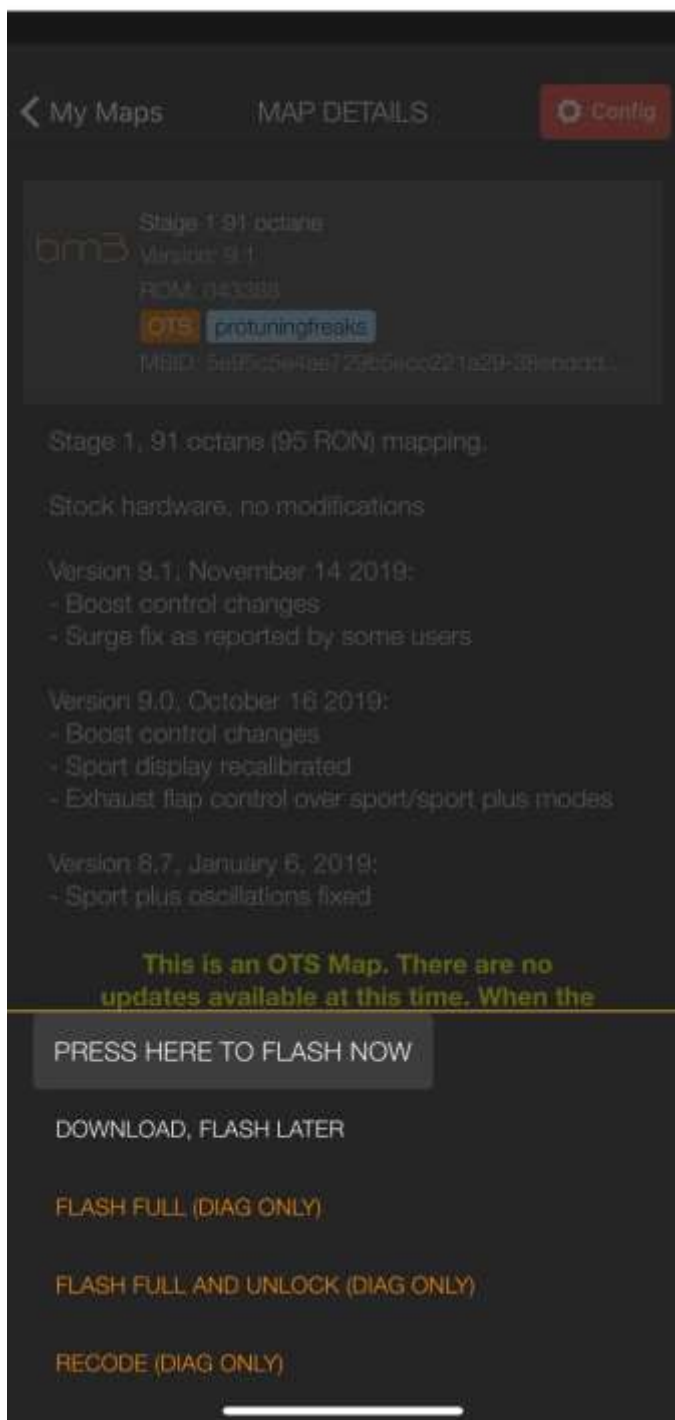 My Maps
MAP DETAILS
Config
bm3
Stage 1 91 octane
Version: 9.1
OTS
protuningfreaks
Stage 1, 91 octane (95 RON) mapping.
Stock hardware, no modifications
Version 9.1, November 14 2019:
- Boost control changes
- Surge fix as reported by some users
Version 9.0, October 16 2019:
- Boost control changes
- Sport display recalibrated
- Exhaust flap control over sport/sport plus modes
Version 8.7, January 6, 2019:
- Sport plus oscillations fixed
This is an OTS Map. There are no
updates available at this time. When the
PRESS HERE TO FLASH NOW
DOWNLOAD, FLASH LATER
FLASH FULL (DIAG ONLY)
FLASH FULL AND UNLOCK (DIAG ONLY)
RECODE (DIAG ONLY)